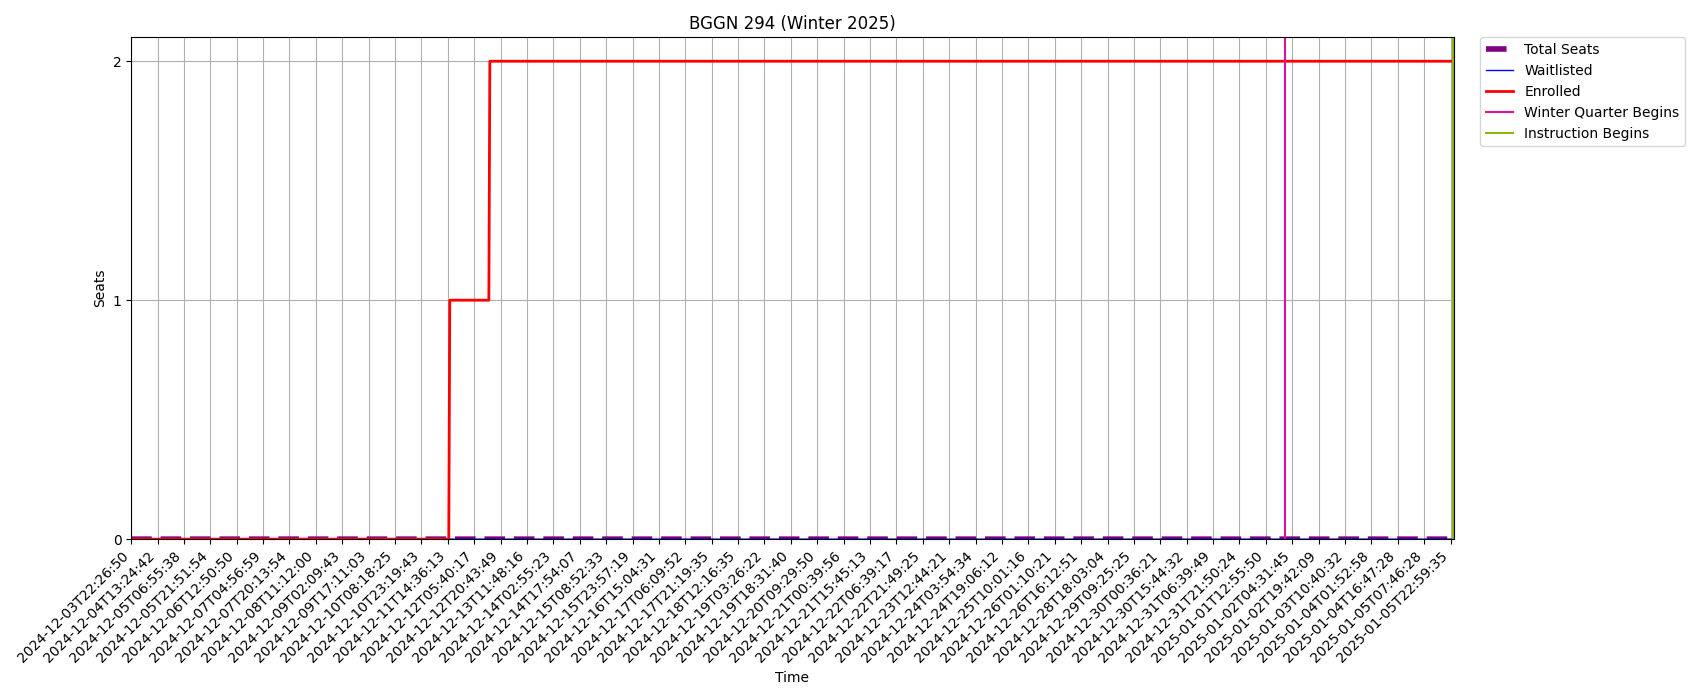 BGGN 294 (Winter 2025)
Total Seats
Waitlisted
Enrolled
Winter Quarter Begins
Instruction Begins
Seats
2
1
0
2024-12-03T22:26:50
2024-12-04T13:24:42
2024-12-05T06:55:38
2024-12-05T21:51:54
2024-12-06T12:50:50
2024-12-07T04:56:59
2024-12-07T20:13:54
2024-12-08T11:12:00
2024-12-09T02:09:43
2024-12-09T17:11:03
2024-12-10T08:18:25
2024-12-10T23:19:43
2024-12-11T14:36:13
2024-12-12T05:40:17
2024-12-12T20:43:49
2024-12-13T11:48:16
2024-12-14T02:55:23
2024-12-14T17:54:07
2024-12-15T08:52:33
2024-12-15T23:57:19
2024-12-16T15:04:31
2024-12-17T06:09:52
2024-12-17T21:19:35
2024-12-18T12:16:35
2024-12-19T03:26:22
2024-12-19T18:31:40
2024-12-20T09:29:50
2024-12-21T00:39:56
2024-12-21T15:45:13
2024-12-22T06:39:17
2024-12-22T21:49:25
2024-12-23T12:44:21
2024-12-24T03:54:34
2024-12-24T19:06:12
2024-12-25T10:01:16
2024-12-26T01:10:21
2024-12-26T16:12:51
2024-12-28T18:03:04
2024-12-29T09:25:25
2024-12-30T00:36:21
2024-12-30T15:44:32
2024-12-31T06:39:49
2024-12-31T21:50:24
2025-01-01T12:55:50
2025-01-02T04:31:45
2025-01-02T19:42:09
2025-01-03T10:40:32
2025-01-04T01:52:58
2025-01-04T16:47:28
2025-01-05T07:46:28
2025-01-05T22:59:35
Time